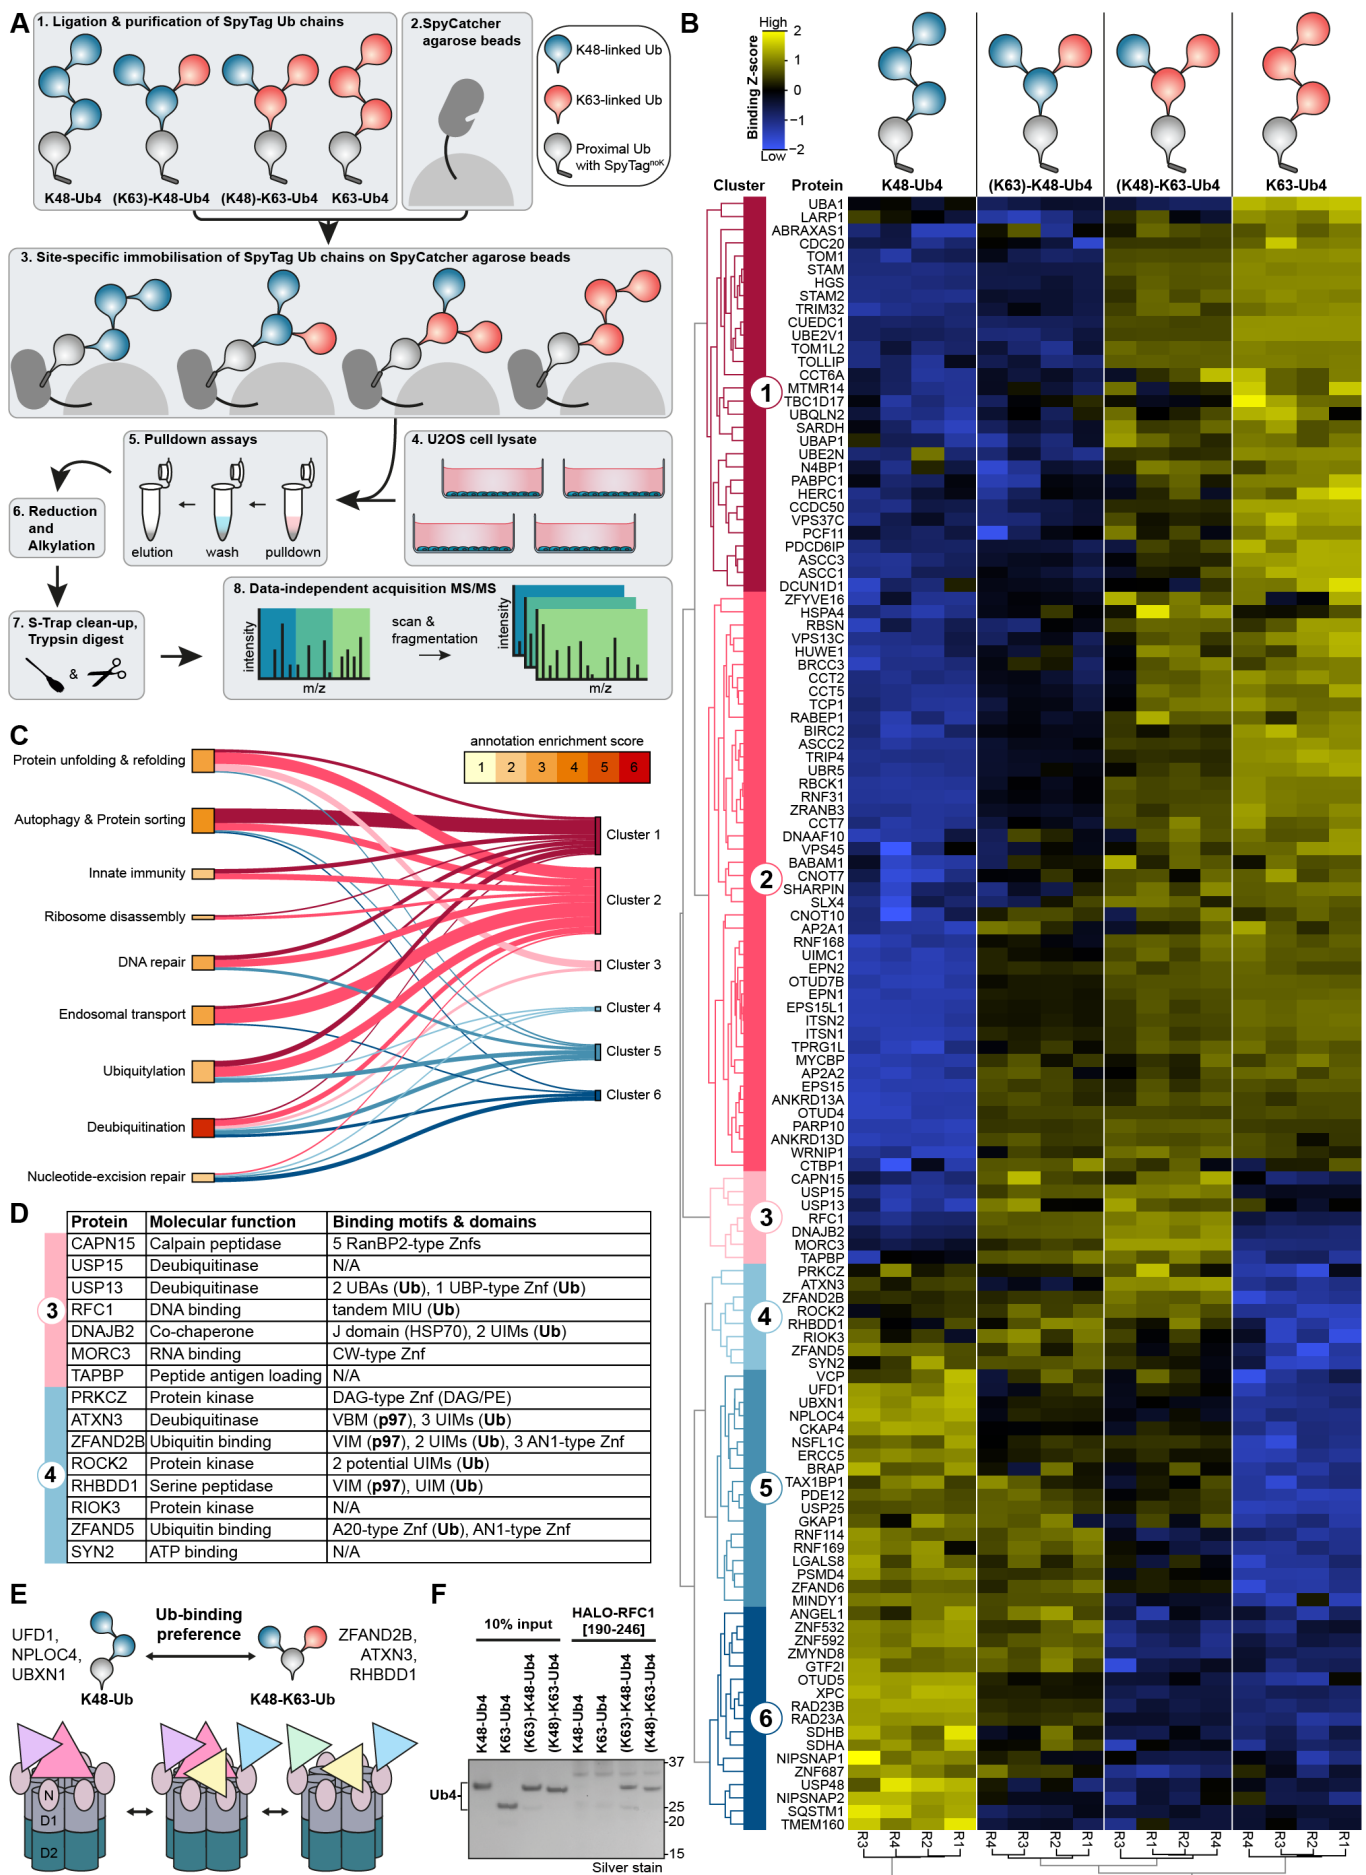 A
1. Ligation & purification of SpyTag Ub chains
K48-Ub4
(K63)-K48-Ub4
(K48)-K63-Ub4
K63-Ub4
2.SpyCatcher
agarose beads
K48-linked Ub
K63-linked Ub
Proximal Ub
with SpyTagnoK
3. Site-specific immobilisation of SpyTag Ub chains on SpyCatcher agarose beads
5. Pulldown assays
elution
wash
pulldown
4. U2OS cell lysate
6. Reduction
and
Alkylation
7. S-Trap clean-up,
Trypsin digest
&
8. Data-independent acquisition MS/MS
intensity
m/z
scan &
fragmentation
intensity
m/z
B
High
Binding Z-score
2
1
0
−1
−2
Low
Cluster
Protein
K48-Ub4
(K63)-K48-Ub4
(K48)-K63-Ub4
K63-Ub4
1
2
3
4
5
6
UBA1
LARP1
ABRAXAS1
CDC20
TOM1
STAM
HGS
STAM2
TRIM32
CUEDC1
UBE2V1
TOM1L2
TOLLIP
CCT6A
MTMR14
TBC1D17
UBQLN2
SARDH
UBAP1
UBE2N
N4BP1
PABPC1
HERC1
CCDC50
VPS37C
PCF11
PDCD6IP
ASCC3
ASCC1
DCUN1D1
ZFYVE16
HSPA4
RBSN
VPS13C
HUWE1
BRCC3
CCT2
CCT5
TCP1
RABEP1
BIRC2
ASCC2
TRIP4
UBR5
RBCK1
RNF31
ZRANB3
CCT7
DNAAF10
VPS45
BABAM1
CNOT7
SHARPIN
SLX4
CNOT10
AP2A1
RNF168
UIMC1
EPN2
OTUD7B
EPN1
EPS15L1
ITSN2
ITSN1
TPRG1L
MYCBP
AP2A2
EPS15
ANKRD13A
OTUD4
PARP10
ANKRD13D
WRNIP1
CTBP1
CAPN15
USP15
USP13
RFC1
DNAJB2
MORC3
TAPBP
PRKCZ
ATXN3
ZFAND2B
ROCK2
RHBDD1
RIOK3
ZFAND5
SYN2
VCP
UFD1
UBXN1
NPLOC4
CKAP4
NSFL1C
ERCC5
BRAP
TAX1BP1
PDE12
USP25
GKAP1
RNF114
RNF169
LGALS8
PSMD4
ZFAND6
MINDY1
ANGEL1
ZNF532
ZNF592
ZMYND8
GTF2I
OTUD5
XPC
RAD23B
RAD23A
SDHB
SDHA
NIPSNAP1
ZNF687
USP48
NIPSNAP2
SQSTM1
TMEM160
R3 R4 R2 R1 R4 R3 R2 R1 R3 R1 R2 R4 R4 R3 R2 R1
C
annotation enrichment score
1 2 3 4 5 6
Protein unfolding & refolding
Autophagy & Protein sorting
Innate immunity
Ribosome disassembly
DNA repair
Endosomal transport
Ubiquitylation
Deubiquitination
Nucleotide-excision repair
Cluster 1
Cluster 2
Cluster 3
Cluster 4
Cluster 5
Cluster 6
D
Protein Molecular function Binding motifs & domains
3
CAPN15 Calpain peptidase 5 RanBP2-type Znfs
USP15 Deubiquitinase N/A
USP13 Deubiquitinase 2 UBAs (Ub), 1 UBP-type Znf (Ub)
RFC1 DNA binding tandem MIU (Ub)
DNAJB2 Co-chaperone J domain (HSP70), 2 UIMs (Ub)
MORC3 RNA binding CW-type Znf
TAPBP Peptide antigen loading N/A
4
PRKCZ Protein kinase DAG-type Znf (DAG/PE)
ATXN3 Deubiquitinase VBM (p97), 3 UIMs (Ub)
ZFAND2B Ubiquitin binding VIM (p97), 2 UIMs (Ub), 3 AN1-type Znf
ROCK2 Protein kinase 2 potential UIMs (Ub)
RHBDD1 Serine peptidase VIM (p97), UIM (Ub)
RIOK3 Protein kinase N/A
ZFAND5 Ubiquitin binding A20-type Znf (Ub), AN1-type Znf
SYN2 ATP binding N/A
E
UFD1,
NPLOC4,
UBXN1
K48-Ub
Ub-binding
preference
K48-K63-Ub
ZFAND2B,
ATXN3,
RHBDD1
N
D1
D2
F
10% input
HALO-RFC1
[190-246]
K48-Ub4
K63-Ub4
(K63)-K48-Ub4
(K48)-K63-Ub4
K48-Ub4
K63-Ub4
(K63)-K48-Ub4
(K48)-K63-Ub4
Ub4
37
25
20
15
Silver stain